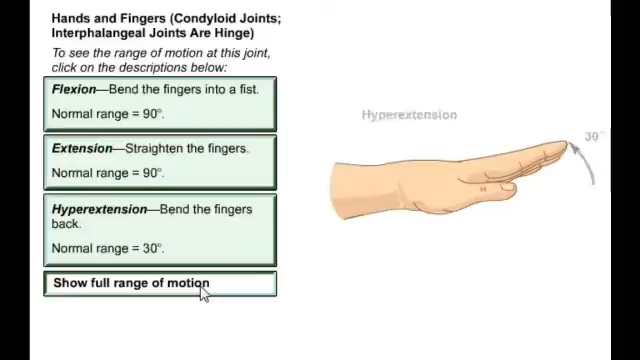 Hands and Fingers (Condyloid Joints;
Interphalangeal Joints Are Hinge)
To see the range of motion at this joint,
click on the descriptions below:
Flexion—Bend the fingers into a fist.
Normal range = 90°.
Extension—Straighten the fingers.
Normal range = 90°.
Hyperextension—Bend the fingers
back.
Normal range = 30°.
Show full range of motion
Hyperextension
30°